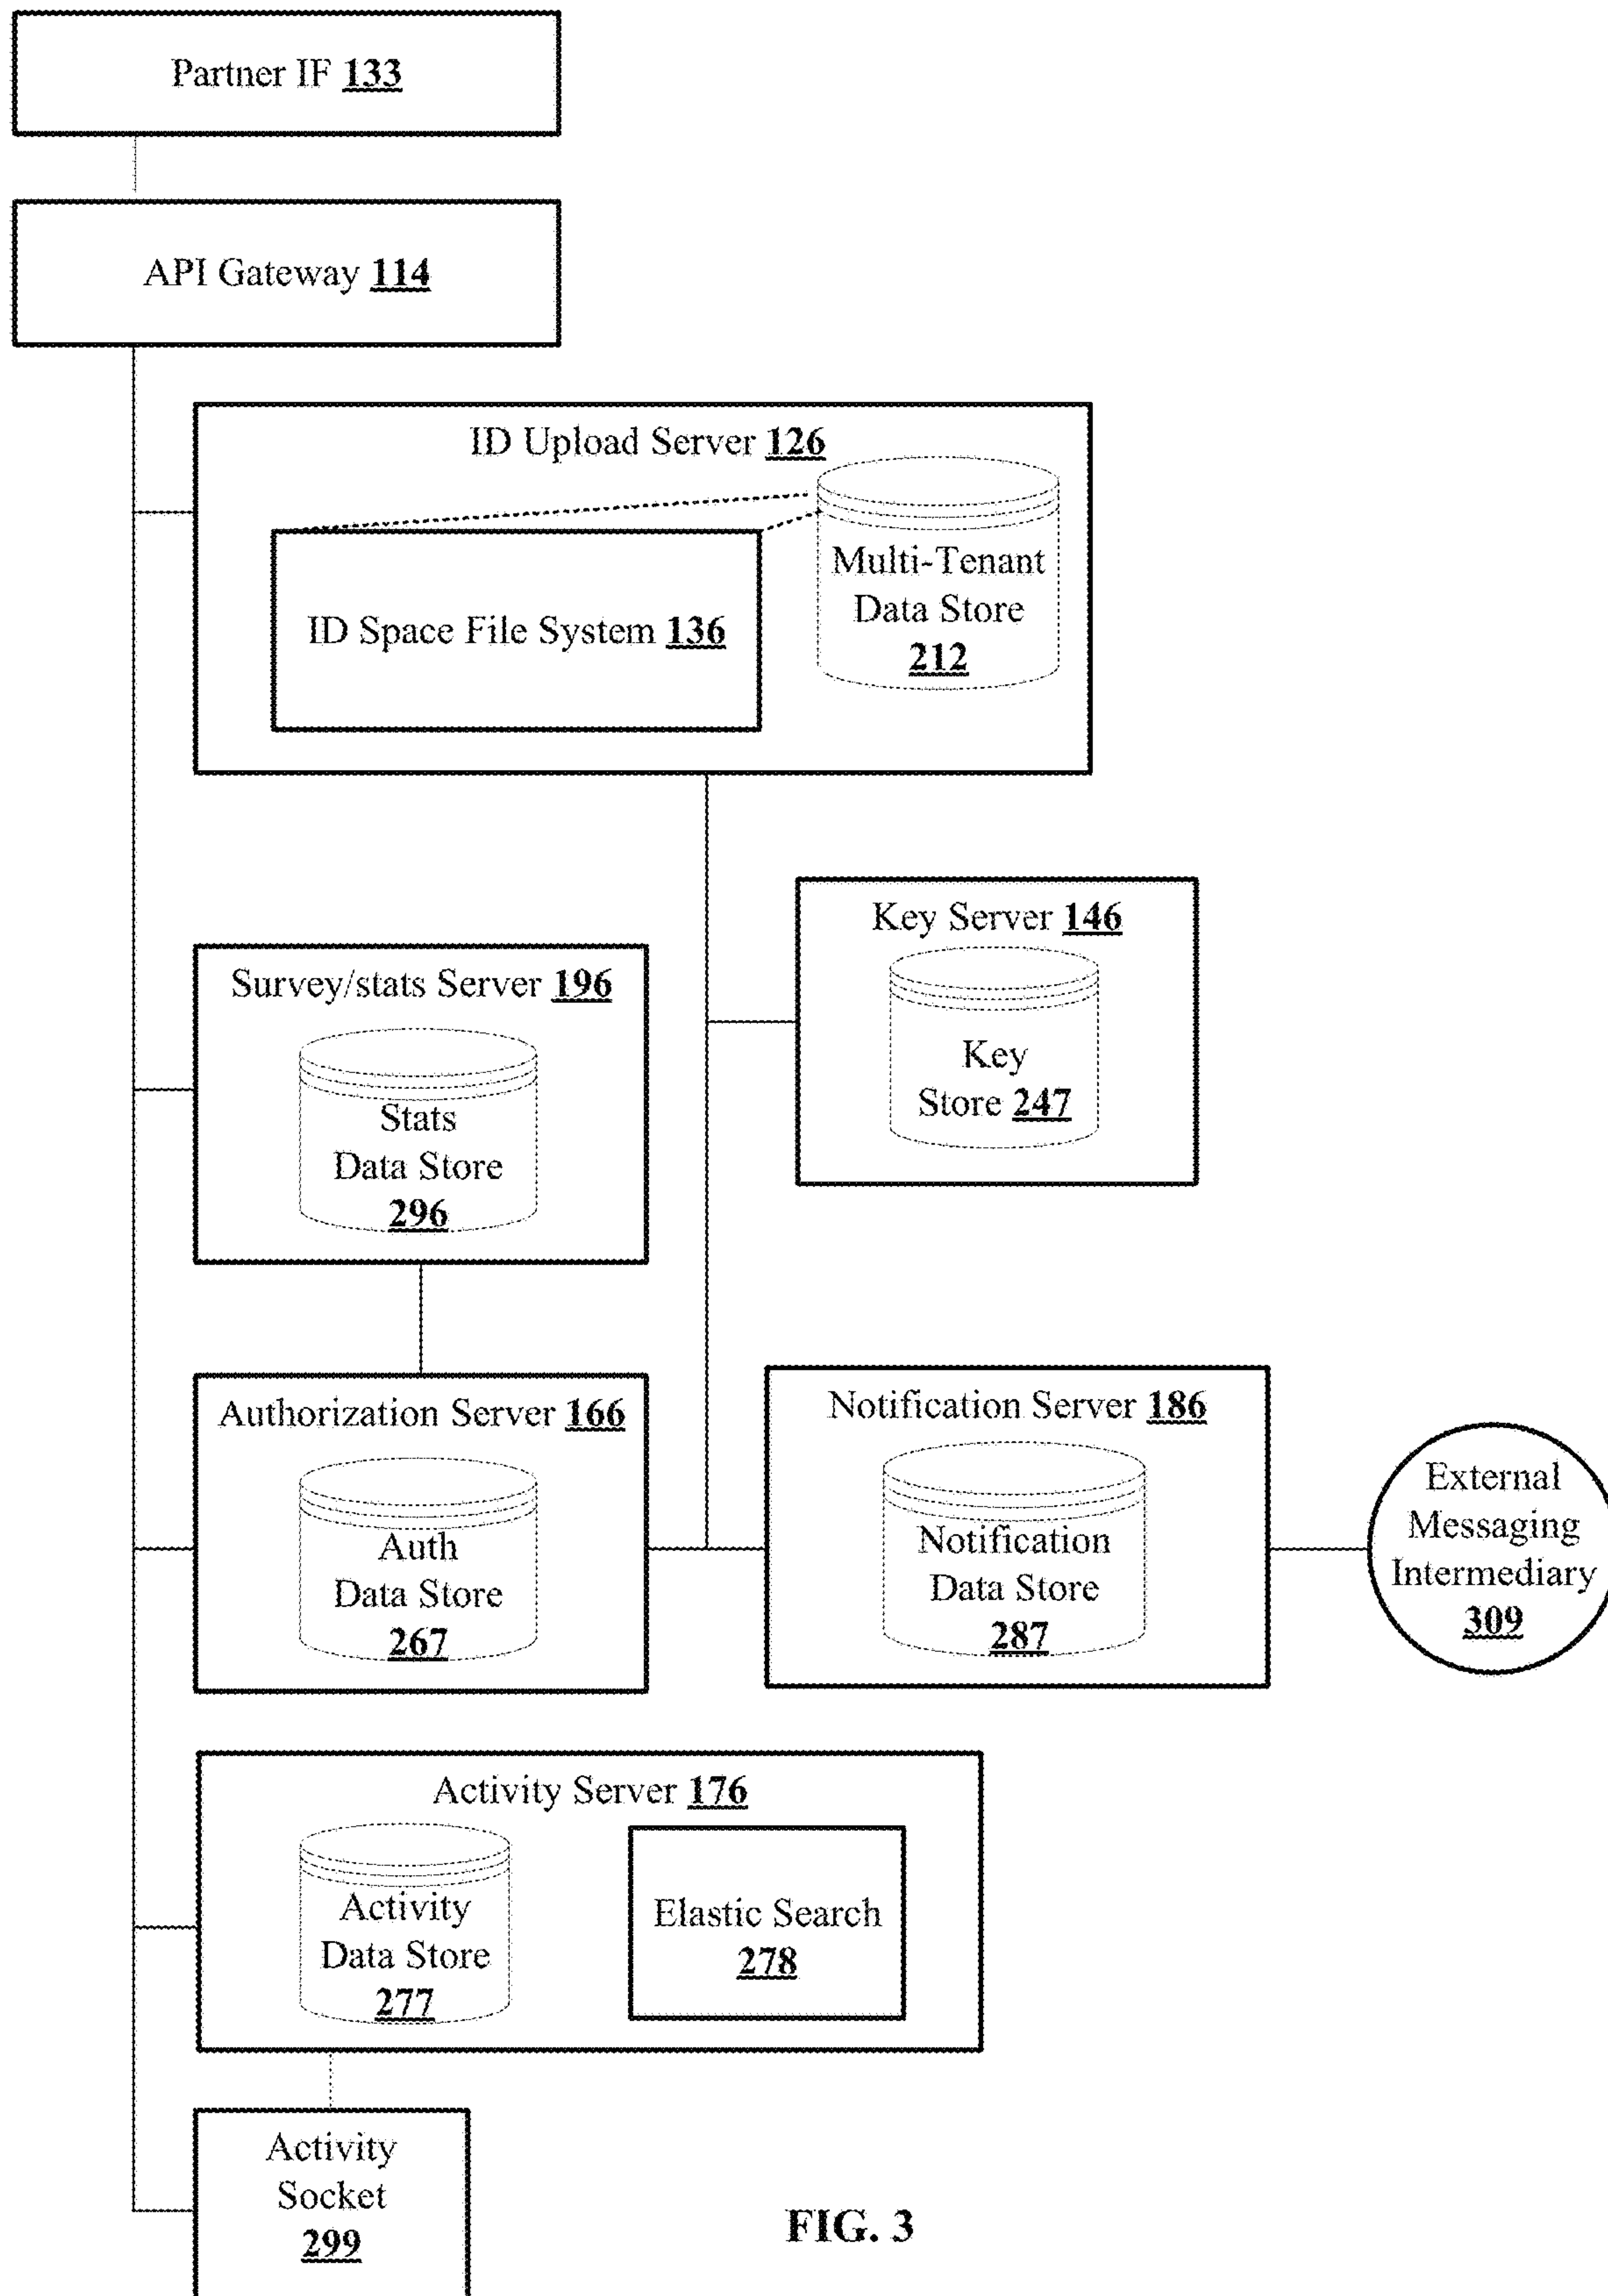 Partner IF 133
API Gateway 114
ID Upload Server 126
Multi-Tenant
Data Store
212
ID Space File System 136
Key Server 146
Key
Store 247
Survey/stats Server 196
Stats
Data Store
296
Authorization Server 166
Auth
Data Store
267
Notification Server 186
Notification
Data Store
287
External
Messaging
Intermediary
309
Activity Server 176
Activity
Data Store
277
Elastic Search
278
Activity
Socket
299
FIG. 3